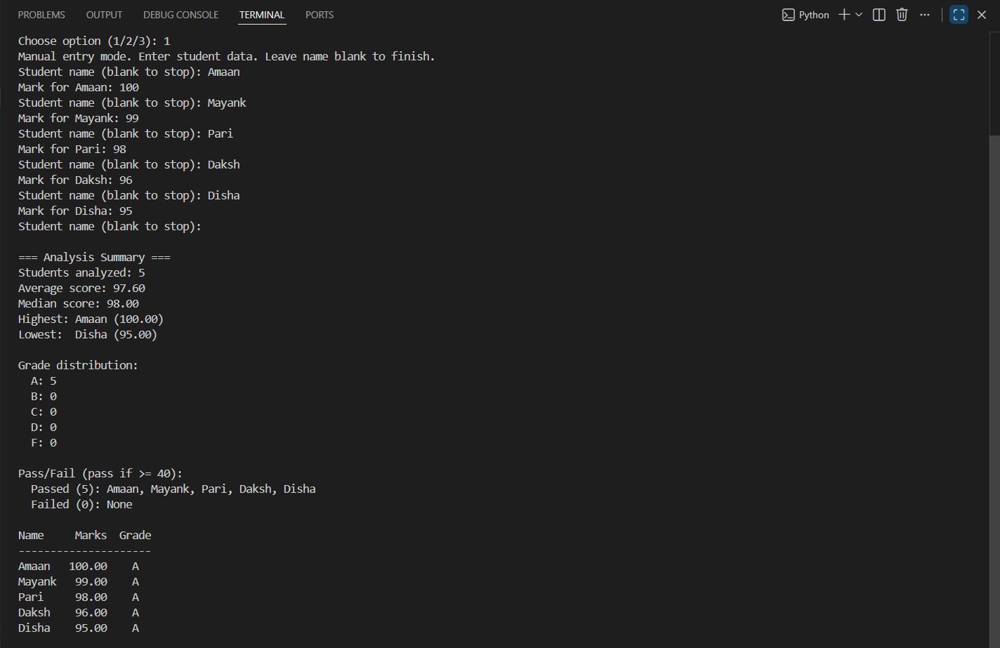 PROBLEMS OUTPUT DEBUG CONSOLE TERMINAL PORTS Python
Choose option (1/2/3): 1
Manual entry mode. Enter student data. Leave name blank to finish.
Student name (blank to stop): Amaan
Mark for Amaan: 100
Student name (blank to stop): Mayank
Mark for Mayank: 99
Student name (blank to stop): Pari
Mark for Pari: 98
Student name (blank to stop): Daksh
Mark for Daksh: 96
Student name (blank to stop): Disha
Mark for Disha: 95
Student name (blank to stop):
=== Analysis Summary ===
Students analyzed: 5
Average score: 97.60
Median score: 98.00
Highest: Amaan (100.00)
Lowest:  Disha (95.00)
Grade distribution:
  A: 5
  B: 0
  C: 0
  D: 0
  F: 0
Pass/Fail (pass if >= 40):
  Passed (5): Amaan, Mayank, Pari, Daksh, Disha
  Failed (0): None
Name     Marks  Grade
---------------------
Amaan   100.00    A
Mayank   99.00    A
Pari     98.00    A
Daksh    96.00    A
Disha    95.00    A